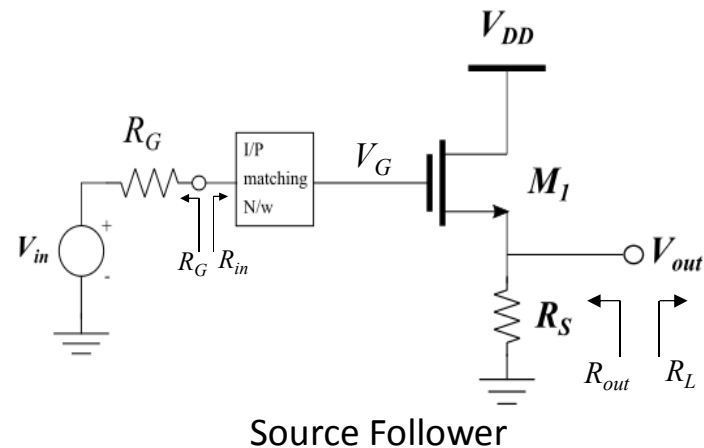 V_DD
R_G
I/P
matching
N/w
V_G
M_1
V_in
+
-
R_G
R_in
V_out
R_S
R_out
R_L
Source Follower